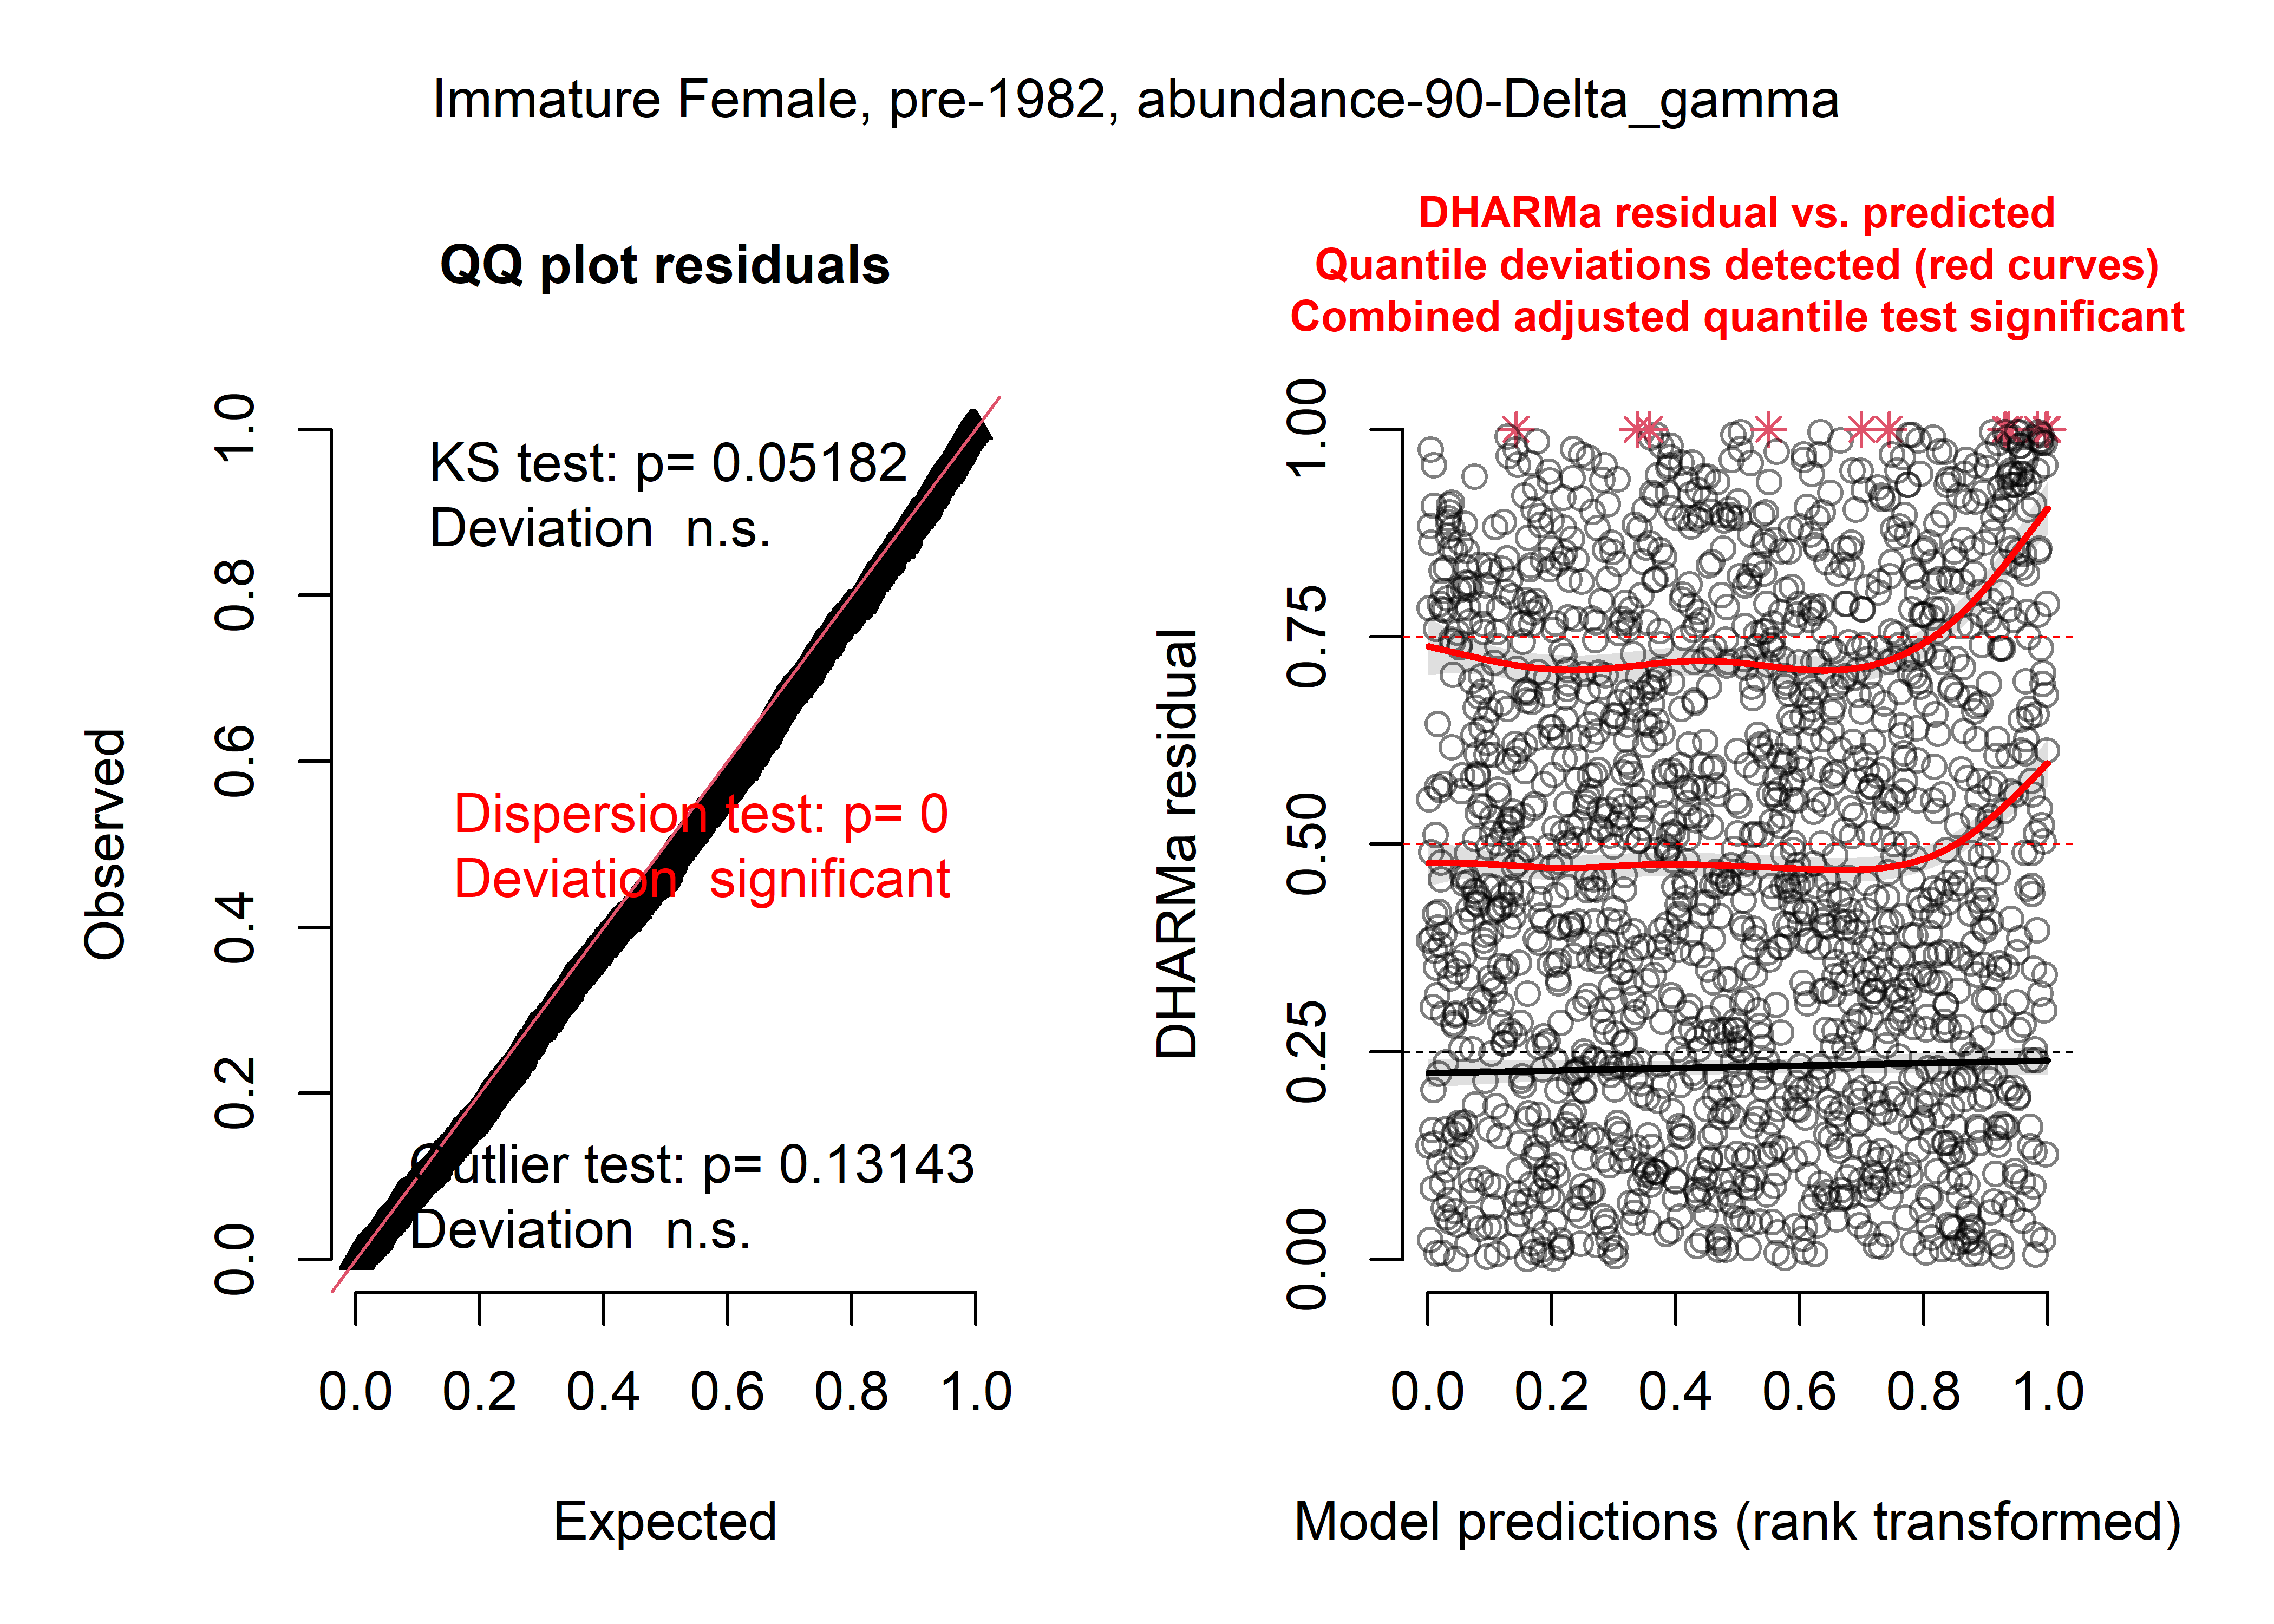 Immature Female, pre-1982, abundance-90-Delta_gamma
QQ plot residuals
KS test: p= 0.05182
Deviation  n.s.
Dispersion test: p= 0
Deviation  significant
Outlier test: p= 0.13143
Deviation  n.s.
Observed
0.0 0.2 0.4 0.6 0.8 1.0
0.0 0.2 0.4 0.6 0.8 1.0
Expected
DHARMa residual vs. predicted
Quantile deviations detected (red curves)
Combined adjusted quantile test significant
DHARMa residual
0.00 0.25 0.50 0.75 1.00
0.0 0.2 0.4 0.6 0.8 1.0
Model predictions (rank transformed)